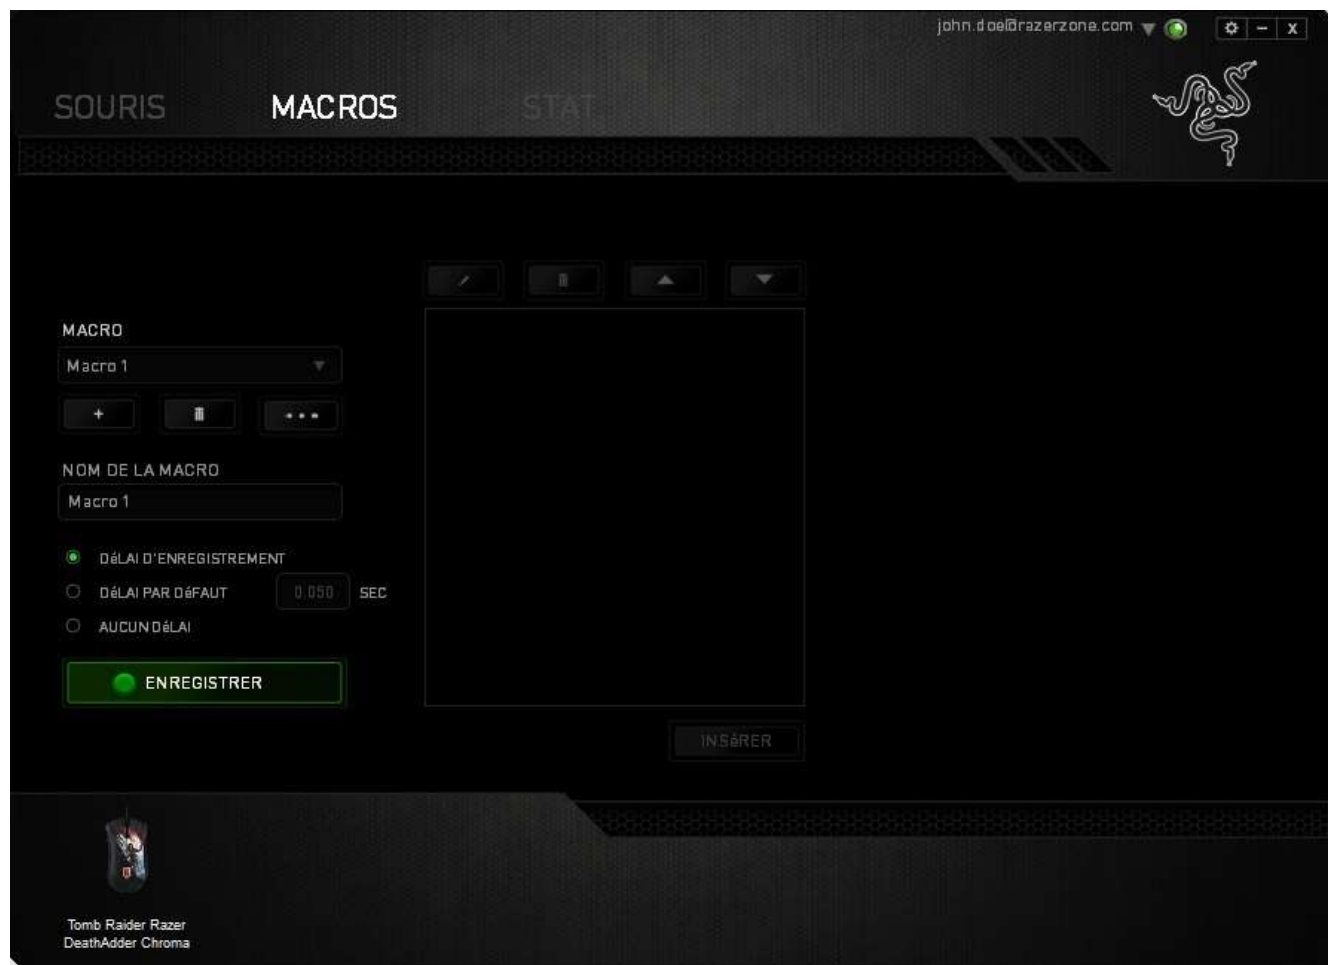 john.doe@razerzone.com
SOURIS MACROS STAT
MACRO
Macro 1
NOM DE LA MACRO
Macro 1
DéLAI D'ENREGISTREMENT
DéLAI PAR DéFAUT 0.050 SEC
AUCUN DéLAI
ENREGISTRER
INSéRER
Tomb Raider Razer
DeathAdder Chroma